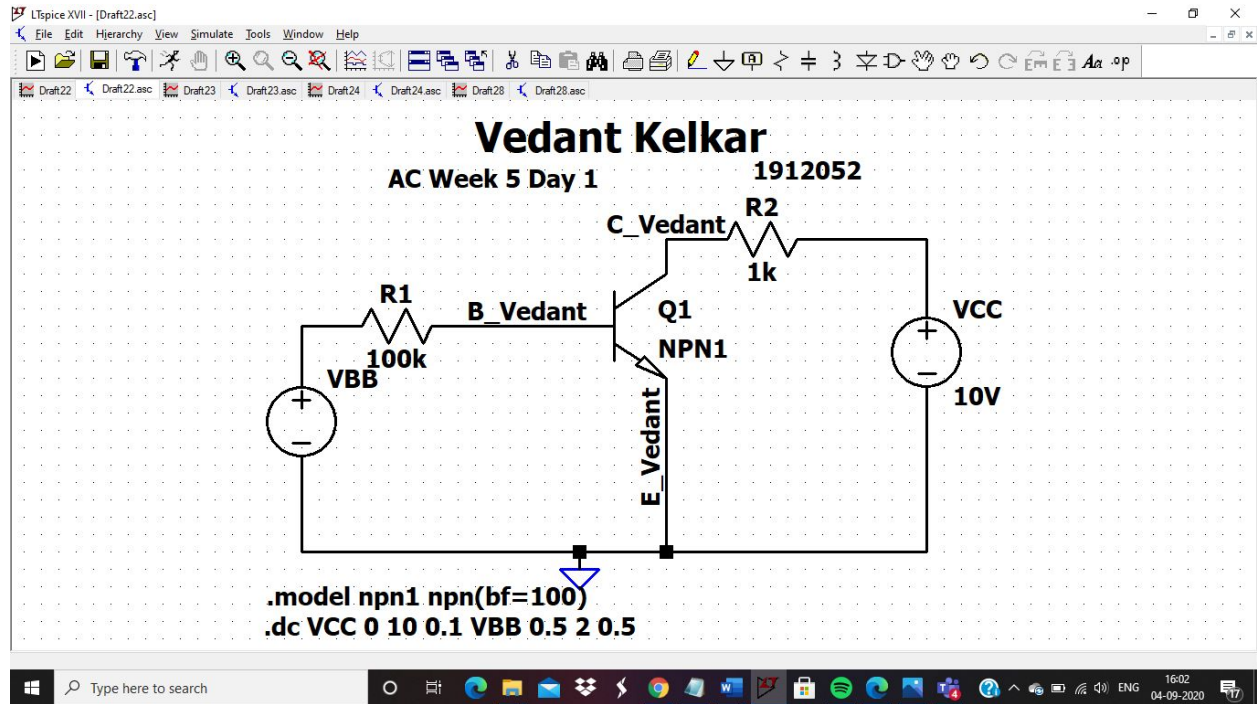 LTspice XVII - [Draft22.asc]
File Edit Hierarchy View Simulate Tools Window Help
Draft22 Draft22.asc Draft23 Draft23.asc Draft24 Draft24.asc Draft28 Draft28.asc
Vedant Kelkar
AC Week 5 Day 1
1912052
R2
C_Vedant
1k
R1
B_Vedant
Q1
VCC
NPN1
100k
VBB
10V
E_Vedant
.model npn1 npn(bf=100)
.dc VCC 0 10 0.1 VBB 0.5 2 0.5
Type here to search
ENG
16:02
04-09-2020